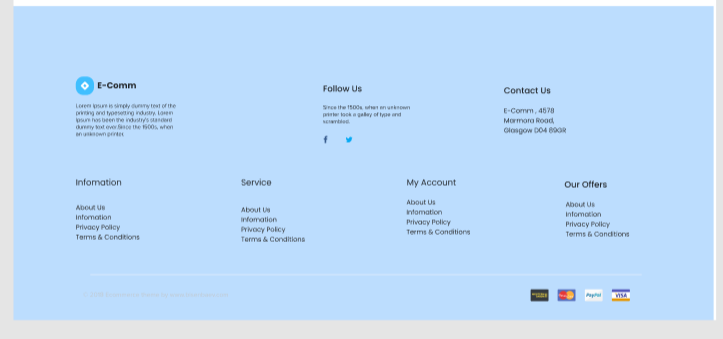 E-Comm
Lorem Ipsum is simply dummy text of the
printing and typesetting industry. Lorem
Ipsum has been the industry's standard
dummy text ever.Since the 1500s, when
an unknown printer.
Follow Us
Since the 1500s, when an unknown
printer took a galley of type and
scrambled.
Contact Us
E-Comm , 4578
Marmora Road,
Glasgow D04 89GR
Infomation
About Us
Infomation
Privacy Policy
Terms & Conditions
Service
About Us
Infomation
Privacy Policy
Terms & Conditions
My Account
About Us
Infomation
Privacy Policy
Terms & Conditions
Our Offers
About Us
Infomation
Privacy Policy
Terms & Conditions
PayPal
VISA